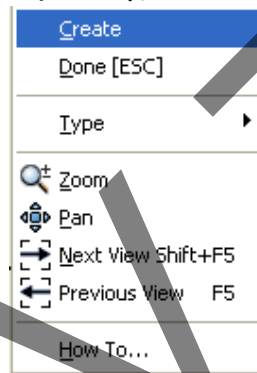 Create
Done [ESC]
Type
Zoom
Pan
Next View Shift+F5
Previous View F5
How To...